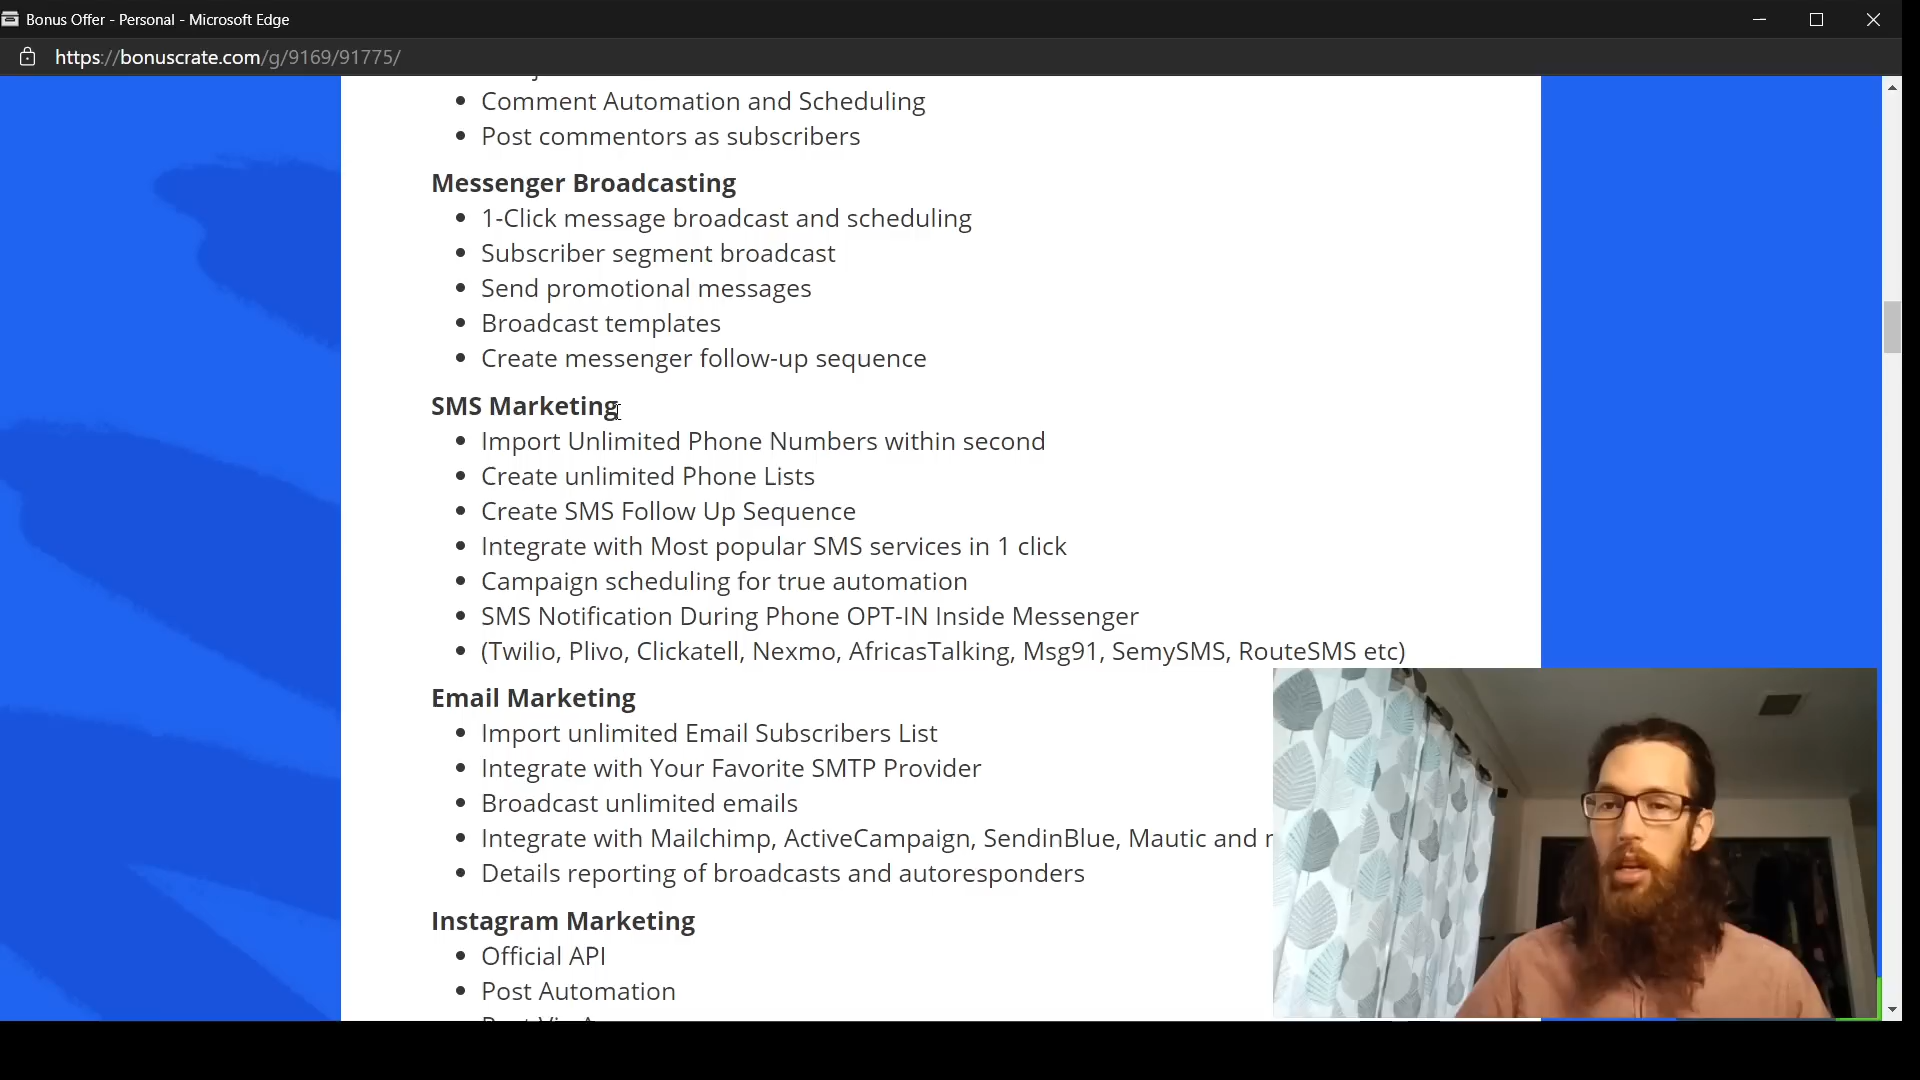 Bonus Offer - Personal - Microsoft Edge
https://bonuscrate.com/g/9169/91775/
Comment Automation and Scheduling
Post commentors as subscribers
Messenger Broadcasting
1-Click message broadcast and scheduling
Subscriber segment broadcast
Send promotional messages
Broadcast templates
Create messenger follow-up sequence
SMS Marketing
Import Unlimited Phone Numbers within second
Create unlimited Phone Lists
Create SMS Follow Up Sequence
Integrate with Most popular SMS services in 1 click
Campaign scheduling for true automation
SMS Notification During Phone OPT-IN Inside Messenger
(Twilio, Plivo, Clickatell, Nexmo, AfricasTalking, Msg91, SemySMS, RouteSMS etc)
Email Marketing
Import unlimited Email Subscribers List
Integrate with Your Favorite SMTP Provider
Broadcast unlimited emails
Integrate with Mailchimp, ActiveCampaign, SendinBlue, Mautic and
Details reporting of broadcasts and autoresponders
Instagram Marketing
Official API
Post Automation